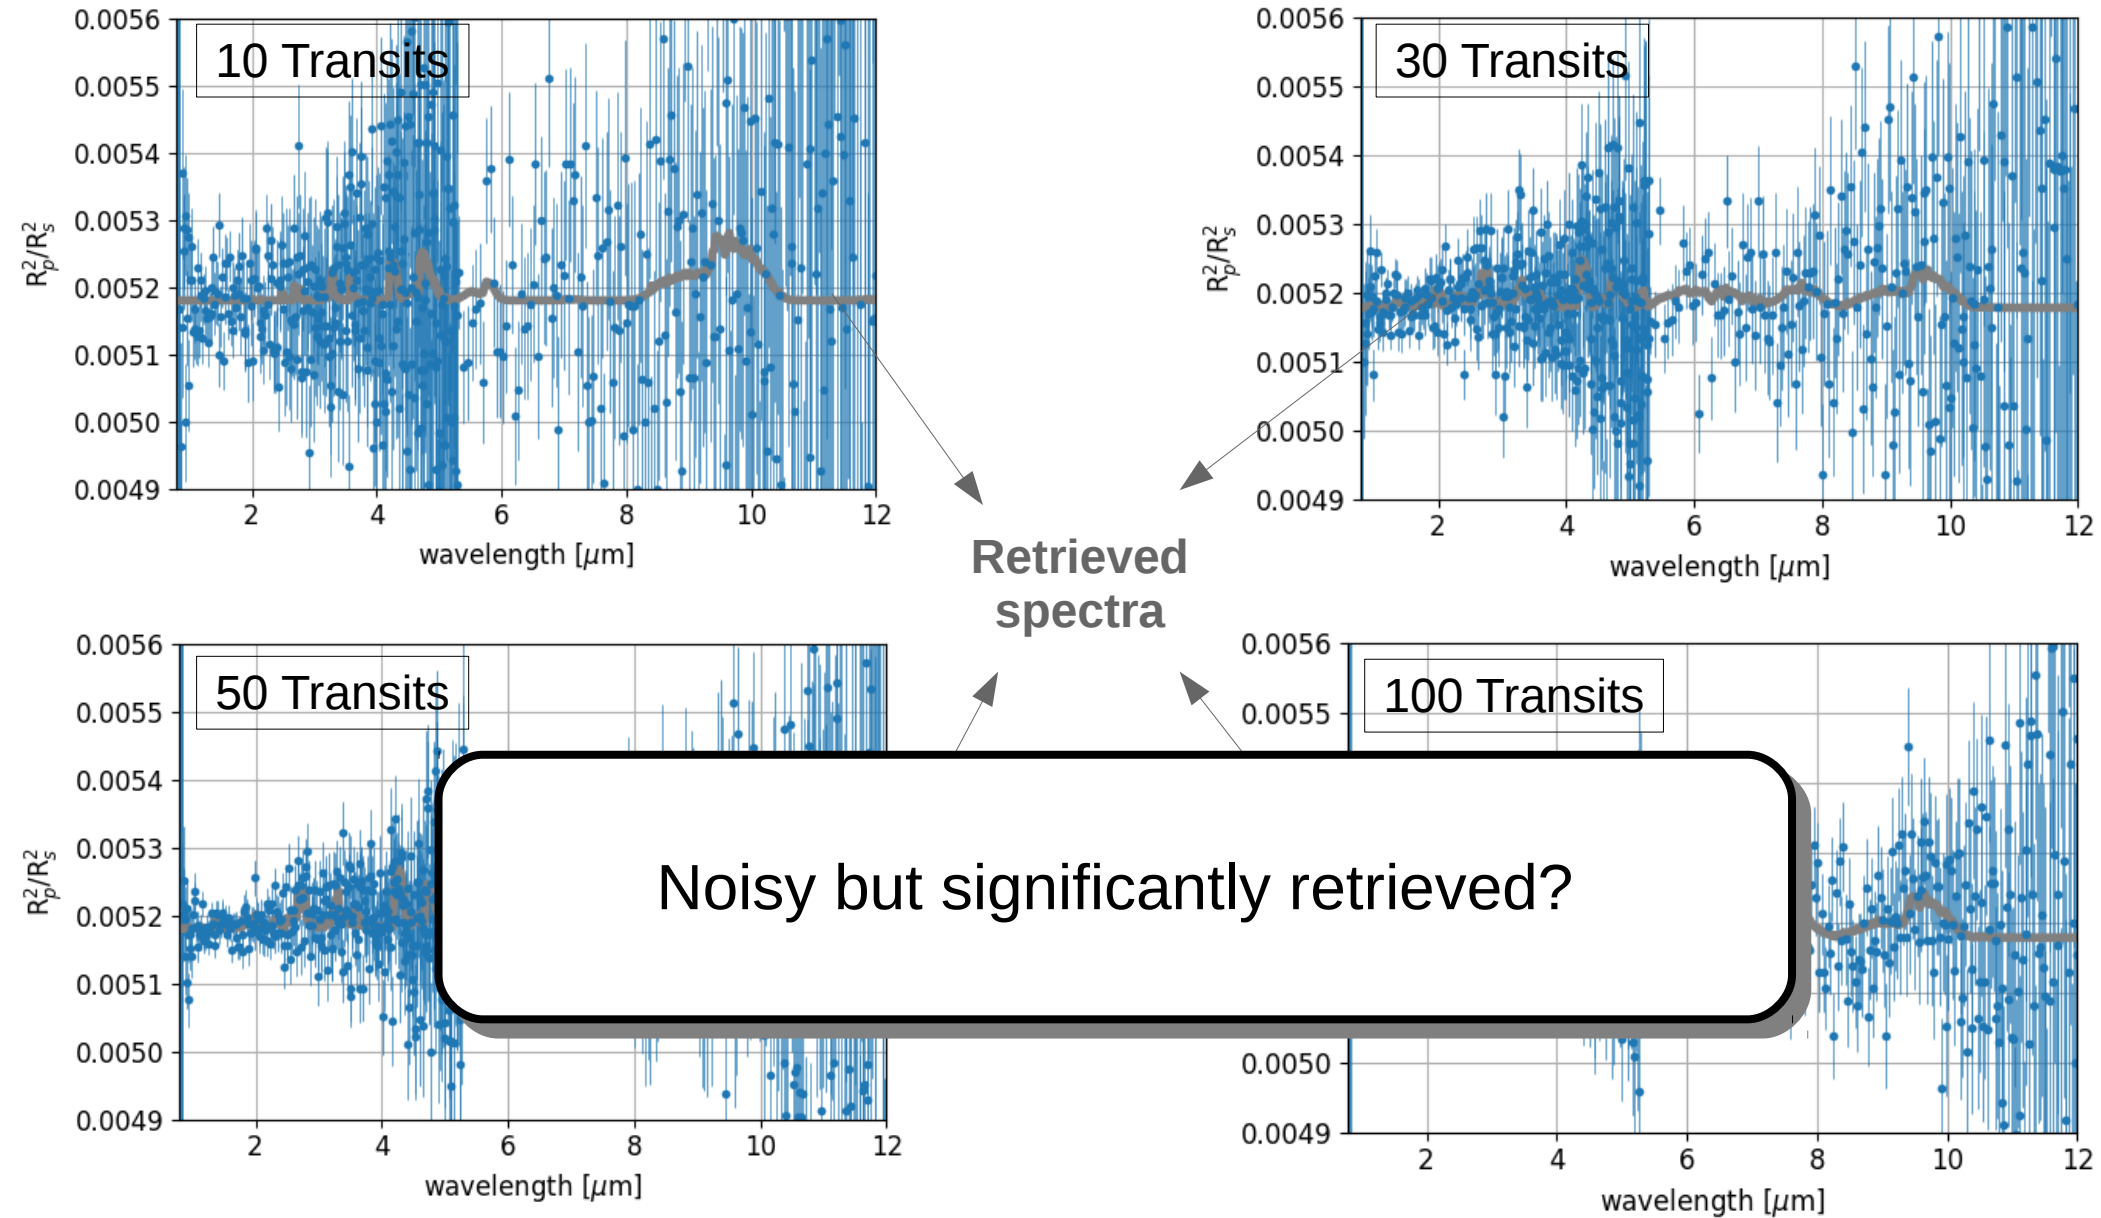 10 Transits
0.0056
0.0055
0.0054
0.0053
0.0052
0.0051
0.0050
0.0049
R²p/R²s
2 4 6 8 10 12
wavelength [μm]
30 Transits
0.0056
0.0055
0.0054
0.0053
0.0052
0.0051
0.0050
0.0049
R²p/R²s
2 4 6 8 10 12
wavelength [μm]
Retrieved
spectra
50 Transits
0.0056
0.0055
0.0054
0.0053
0.0052
0.0051
0.0050
0.0049
R²p/R²s
2 4 6 8 10 12
wavelength [μm]
100 Transits
0.0056
0.0055
0.0050
0.0049
2 4 6 8 10 12
wavelength [μm]
Noisy but significantly retrieved?